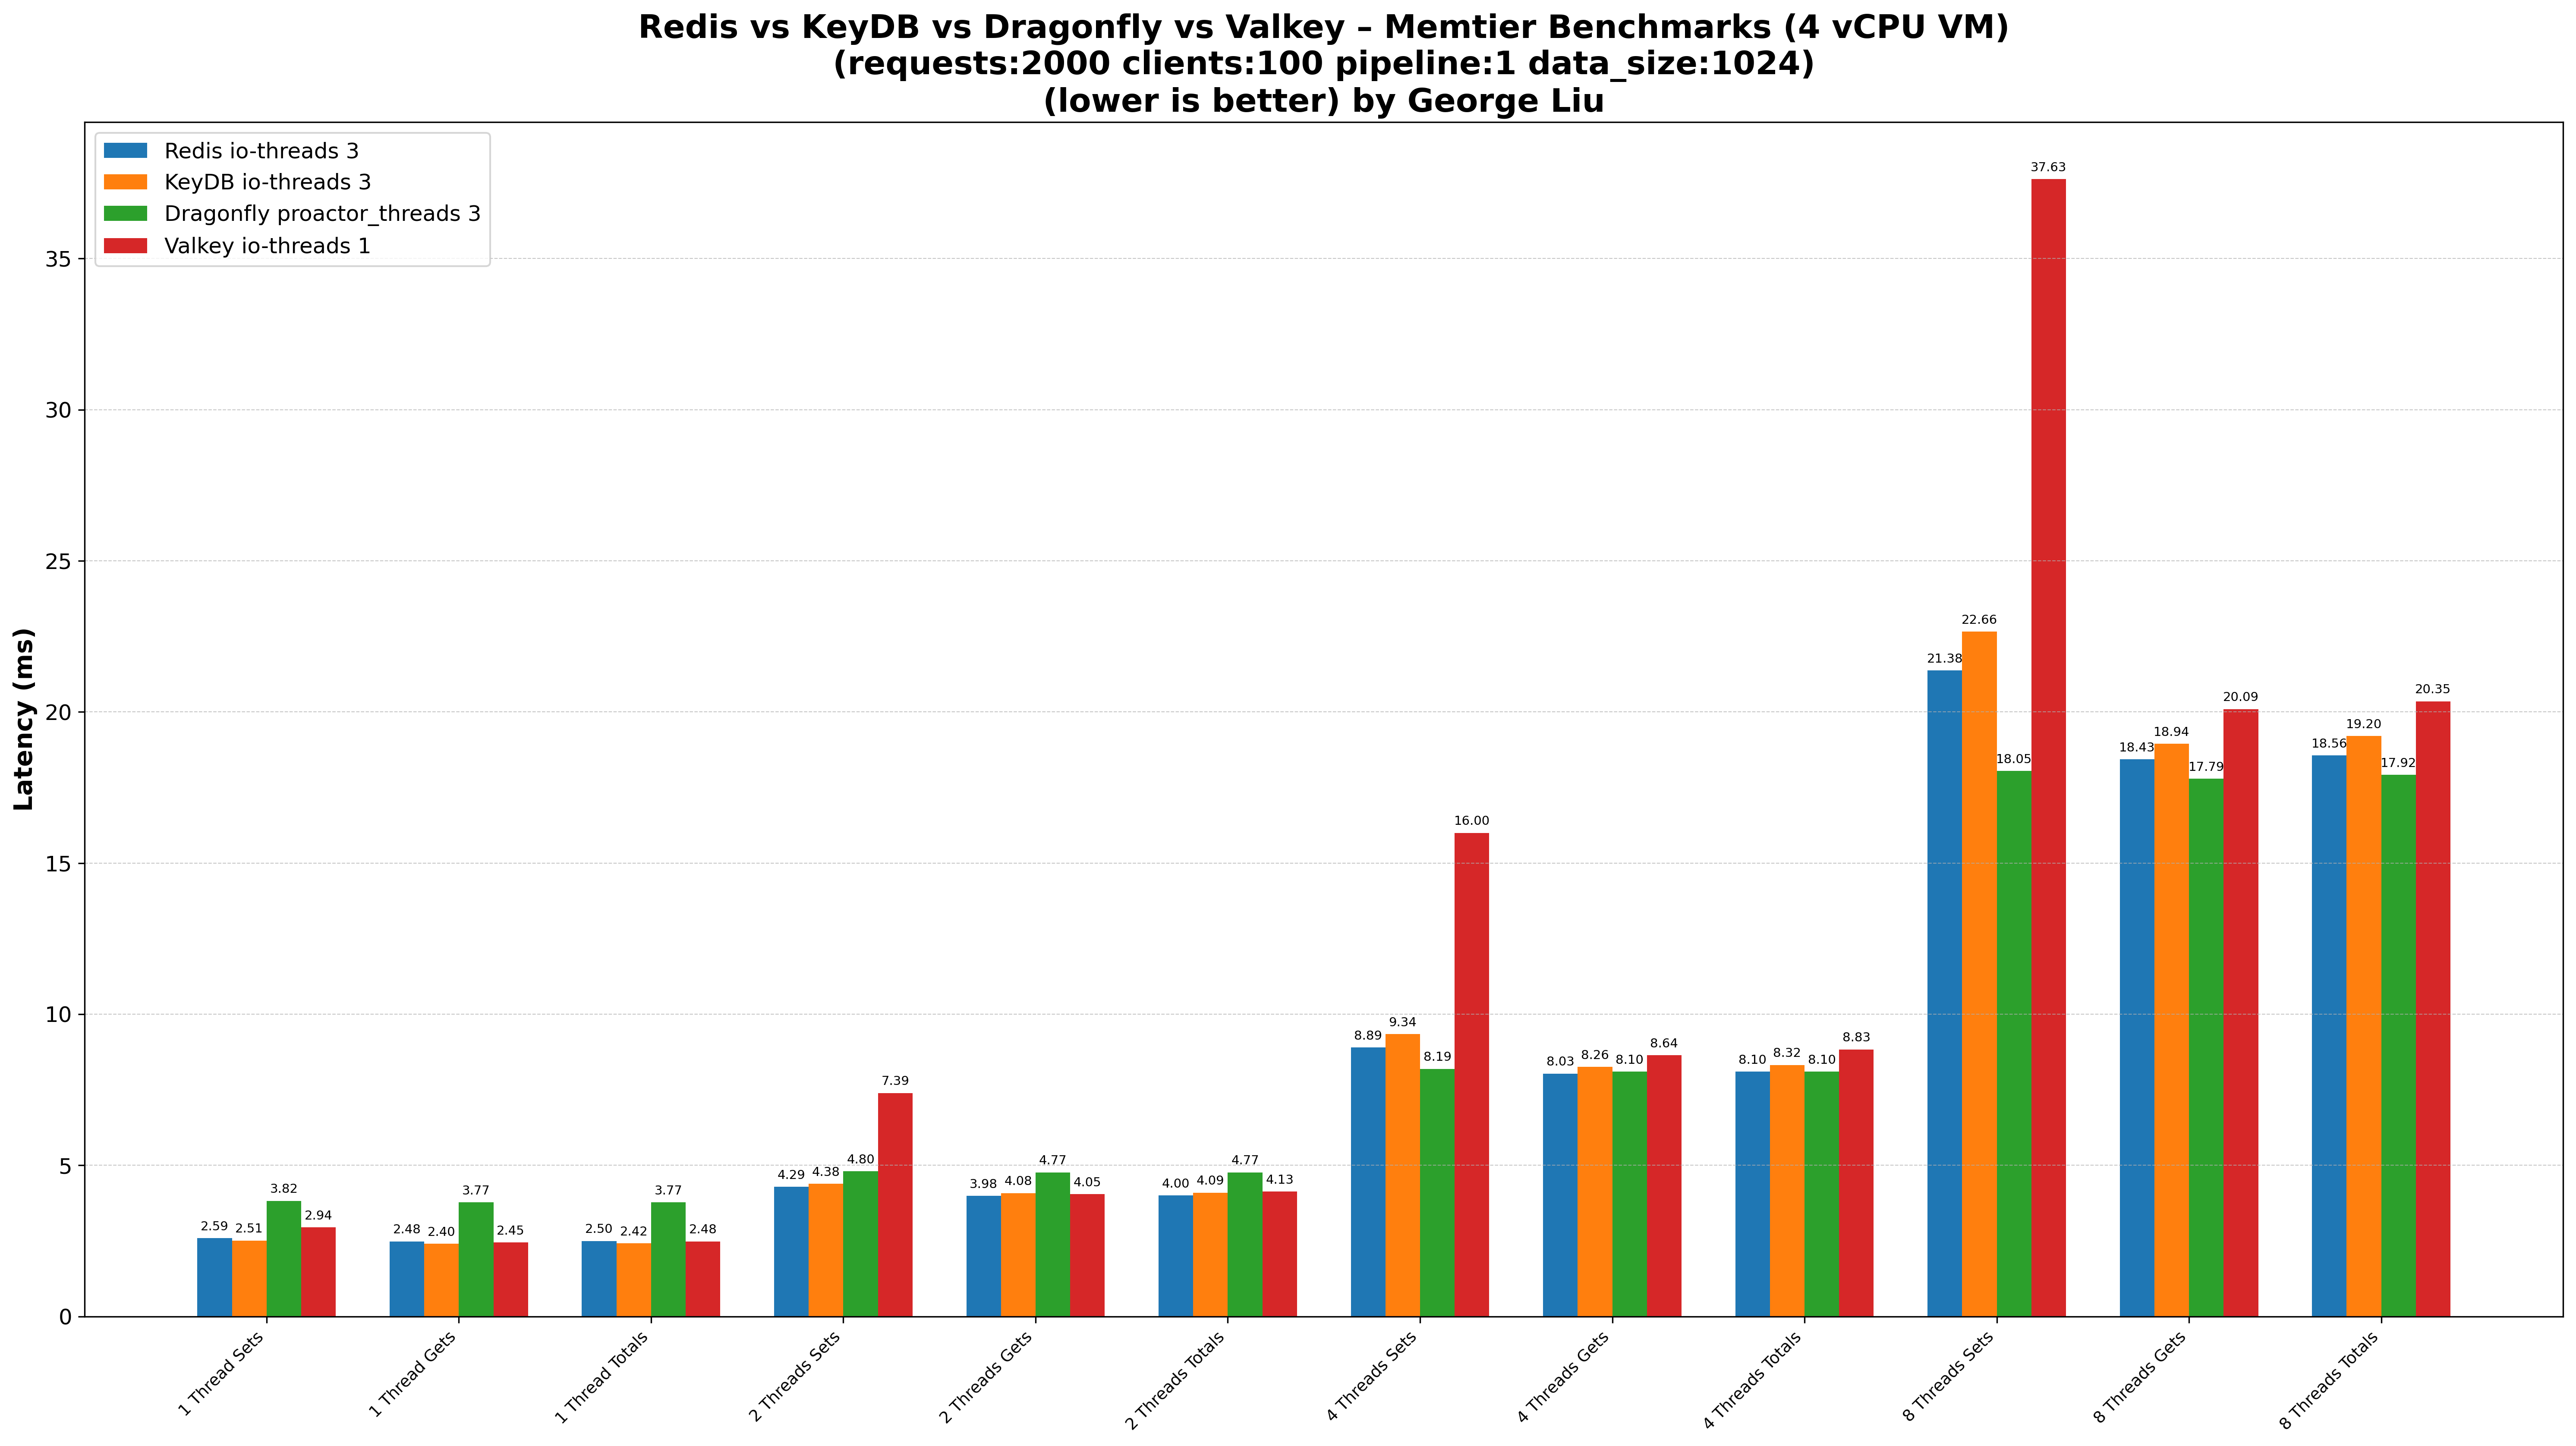 Redis vs KeyDB vs Dragonfly vs Valkey – Memtier Benchmarks (4 vCPU VM)
(requests:2000 clients:100 pipeline:1 data_size:1024)
(lower is better) by George Liu
Redis io-threads 3
KeyDB io-threads 3
Dragonfly proactor_threads 3
Valkey io-threads 1
Latency (ms)
35
30
25
20
15
10
5
0
2.59 2.51 3.82 2.94
2.48 2.40 3.77 2.45
2.50 2.42 3.77 2.48
4.29 4.38 4.80 7.39
3.98 4.08 4.77 4.05
4.00 4.09 4.77 4.13
8.89 9.34 8.19 16.00
8.03 8.26 8.10 8.64
8.10 8.32 8.10 8.83
21.38 22.66 18.05 37.63
18.43 18.94 17.79 20.09
18.56 19.20 17.92 20.35
1 Thread Sets
1 Thread Gets
1 Thread Totals
2 Threads Sets
2 Threads Gets
2 Threads Totals
4 Threads Sets
4 Threads Gets
4 Threads Totals
8 Threads Sets
8 Threads Gets
8 Threads Totals